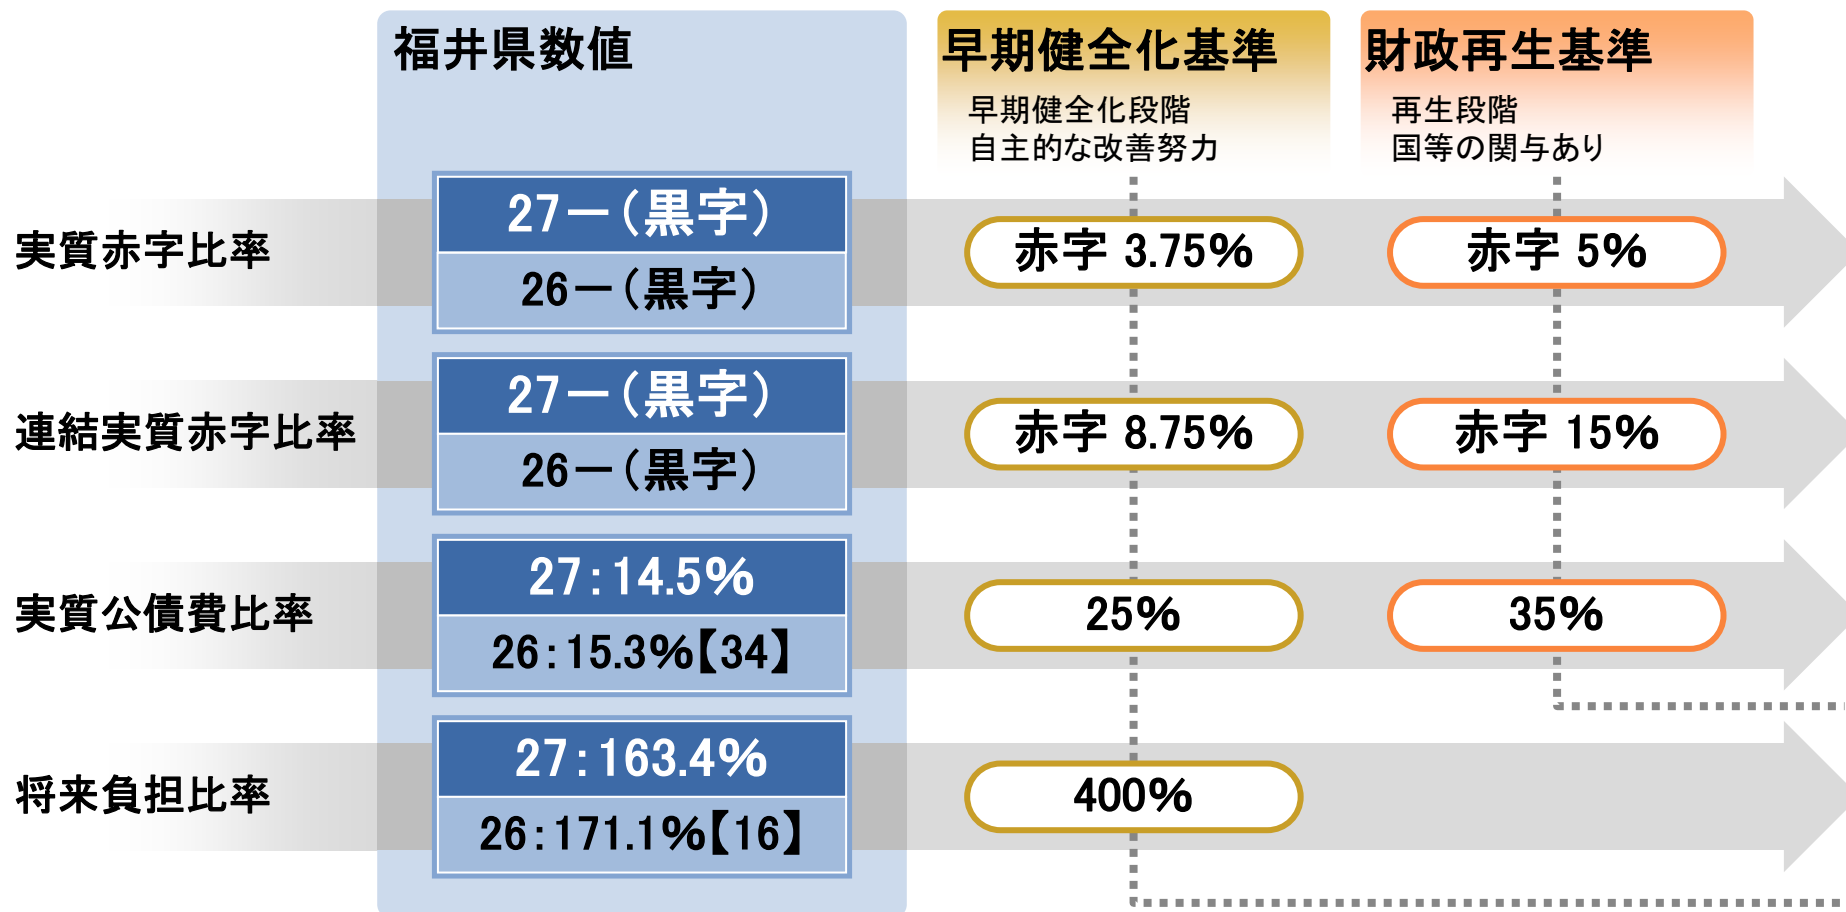 福井県数値
早期健全化基準
財政再生基準
早期健全化段階
自主的な改善努力
再生段階
国等の関与あり
実質赤字比率
27ー(黒字)
26ー(黒字)
赤字 3.75%
赤字 5%
連結実質赤字比率
27ー(黒字)
26ー(黒字)
赤字 8.75%
赤字 15%
実質公債費比率
27:14.5%
26:15.3%【34】
25%
35%
将来負担比率
27:163.4%
26:171.1%【16】
400%